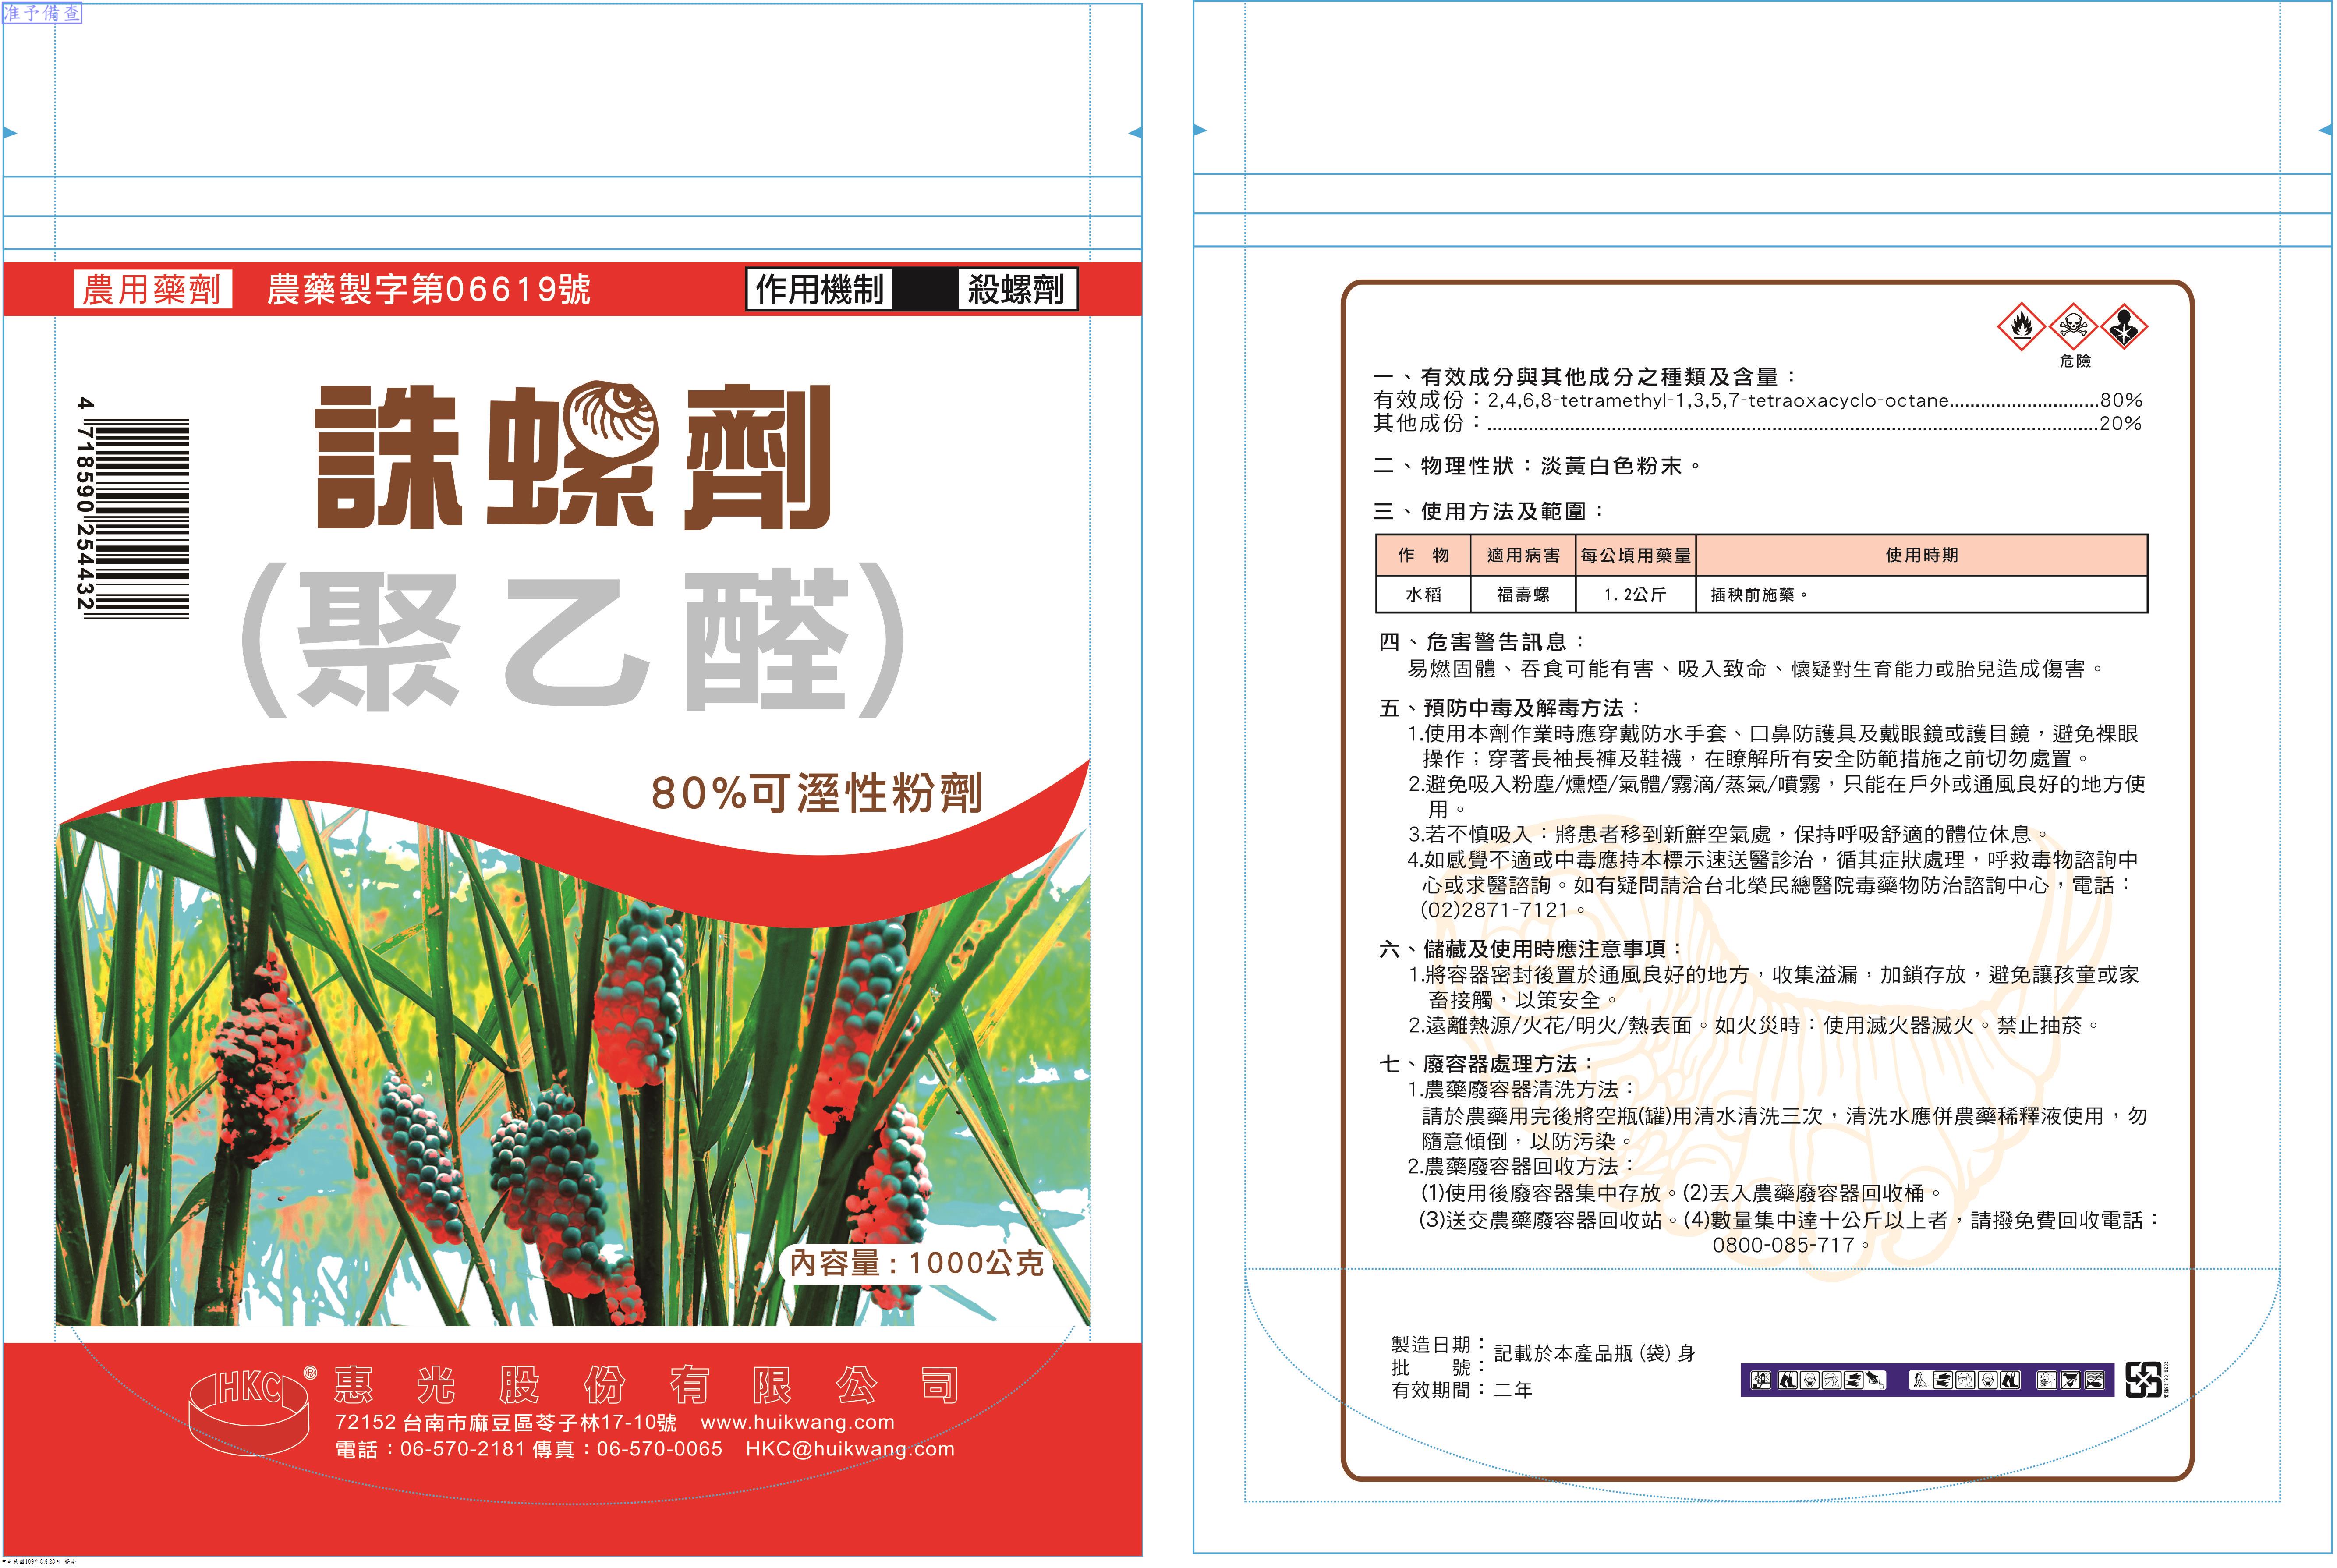 准予備查
農用藥劑 農藥製字第06619號 作用機制 殺螺劑
4 718590 254432
誅螺劑
(聚乙醛)
80%可溼性粉劑
內容量:1000公克
HKC® 惠光股份有限公司
72152 台南市麻豆區苓子林17-10號 www.huikwang.com
電話:06-570-2181 傳真:06-570-0065 HKC@huikwang.com
中華民國109年8月28日
危險
一、有效成分與其他成分之種類及含量:
有效成份:2,4,6,8-tetramethyl-1,3,5,7-tetraoxacyclo-octane............................80%
其他成份:....................................................................................................................20%
二、物理性狀:淡黃白色粉末。
三、使用方法及範圍:
作 物 適用病害 每公頃用藥量 使用時期
水稻 福壽螺 1.2公斤 插秧前施藥。
四、危害警告訊息:
易燃固體、吞食可能有害、吸入致命、懷疑對生育能力或胎兒造成傷害。
五、預防中毒及解毒方法:
1.使用本劑作業時應穿戴防水手套、口鼻防護具及戴眼鏡或護目鏡,避免裸眼
操作;穿著長袖長褲及鞋襪,在瞭解所有安全防範措施之前切勿處置。
2.避免吸入粉塵/燻煙/氣體/霧滴/蒸氣/噴霧,只能在戶外或通風良好的地方使
用。
3.若不慎吸入:將患者移到新鮮空氣處,保持呼吸舒適的體位休息。
4.如感覺不適或中毒應持本標示速送醫診治,循其症狀處理,呼救毒物諮詢中
心或求醫諮詢。如有疑問請洽台北榮民總醫院毒藥物防治諮詢中心,電話:
(02)2871-7121。
六、儲藏及使用時應注意事項:
1.將容器密封後置於通風良好的地方,收集溢漏,加鎖存放,避免讓孩童或家
畜接觸,以策安全。
2.遠離熱源/火花/明火/熱表面。如火災時:使用滅火器滅火。禁止抽菸。
七、廢容器處理方法:
1.農藥廢容器清洗方法:
請於農藥用完後將空瓶(罐)用清水清洗三次,清洗水應併農藥稀釋液使用,勿
隨意傾倒,以防污染。
2.農藥廢容器回收方法:
(1)使用後廢容器集中存放。(2)丟入農藥廢容器回收桶。
(3)送交農藥廢容器回收站。(4)數量集中達十公斤以上者,請撥免費回收電話:
0800-085-717。
製造日期:
批 號:
記載於本產品瓶(袋)身
有效期間:二年